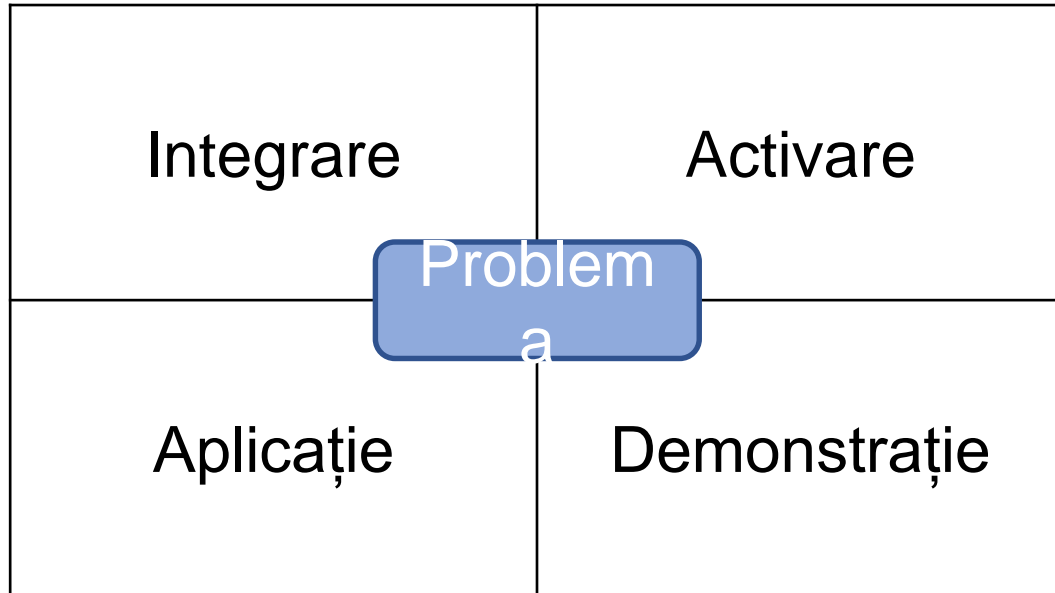 Integrare
Activare
Problem
a
Aplicație
Demonstrație